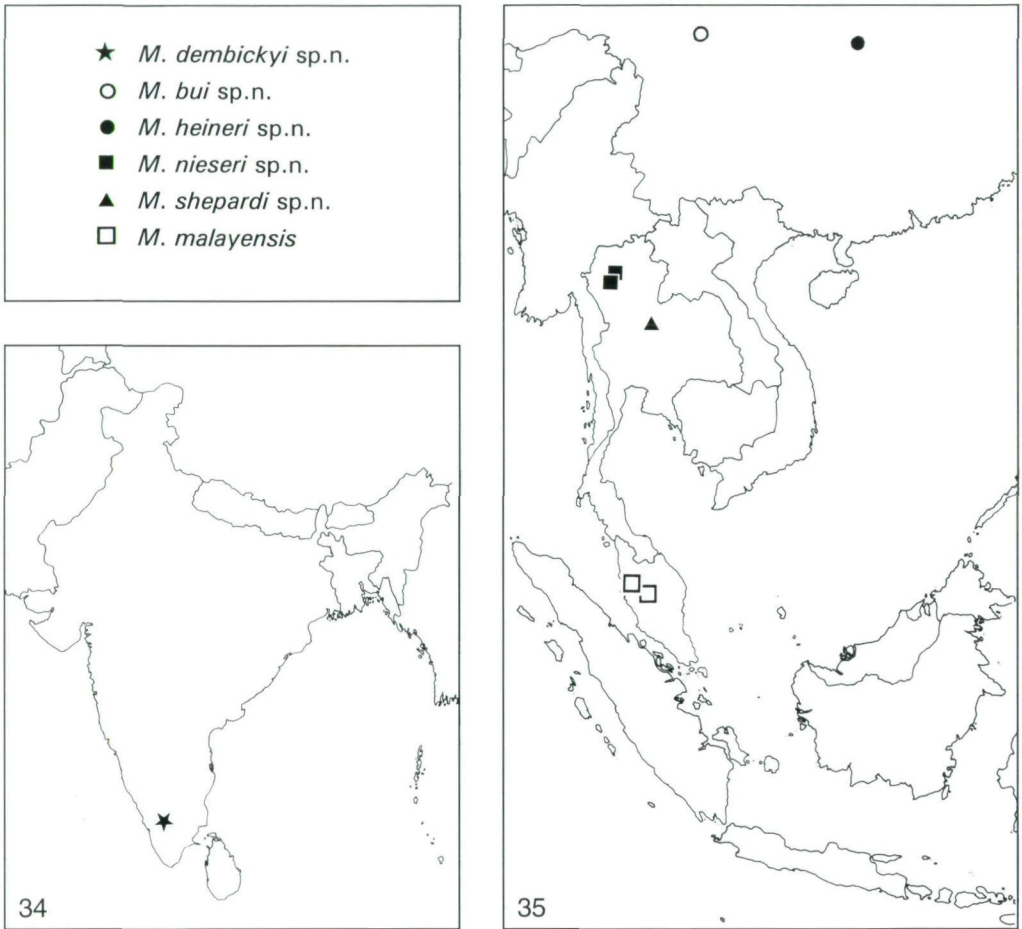 M. dembickyi sp.n.
M. bui sp.n.
M. heineri sp.n.
M. nieseri sp.n.
M. shepardi sp.n.
M. malayensis
34
35